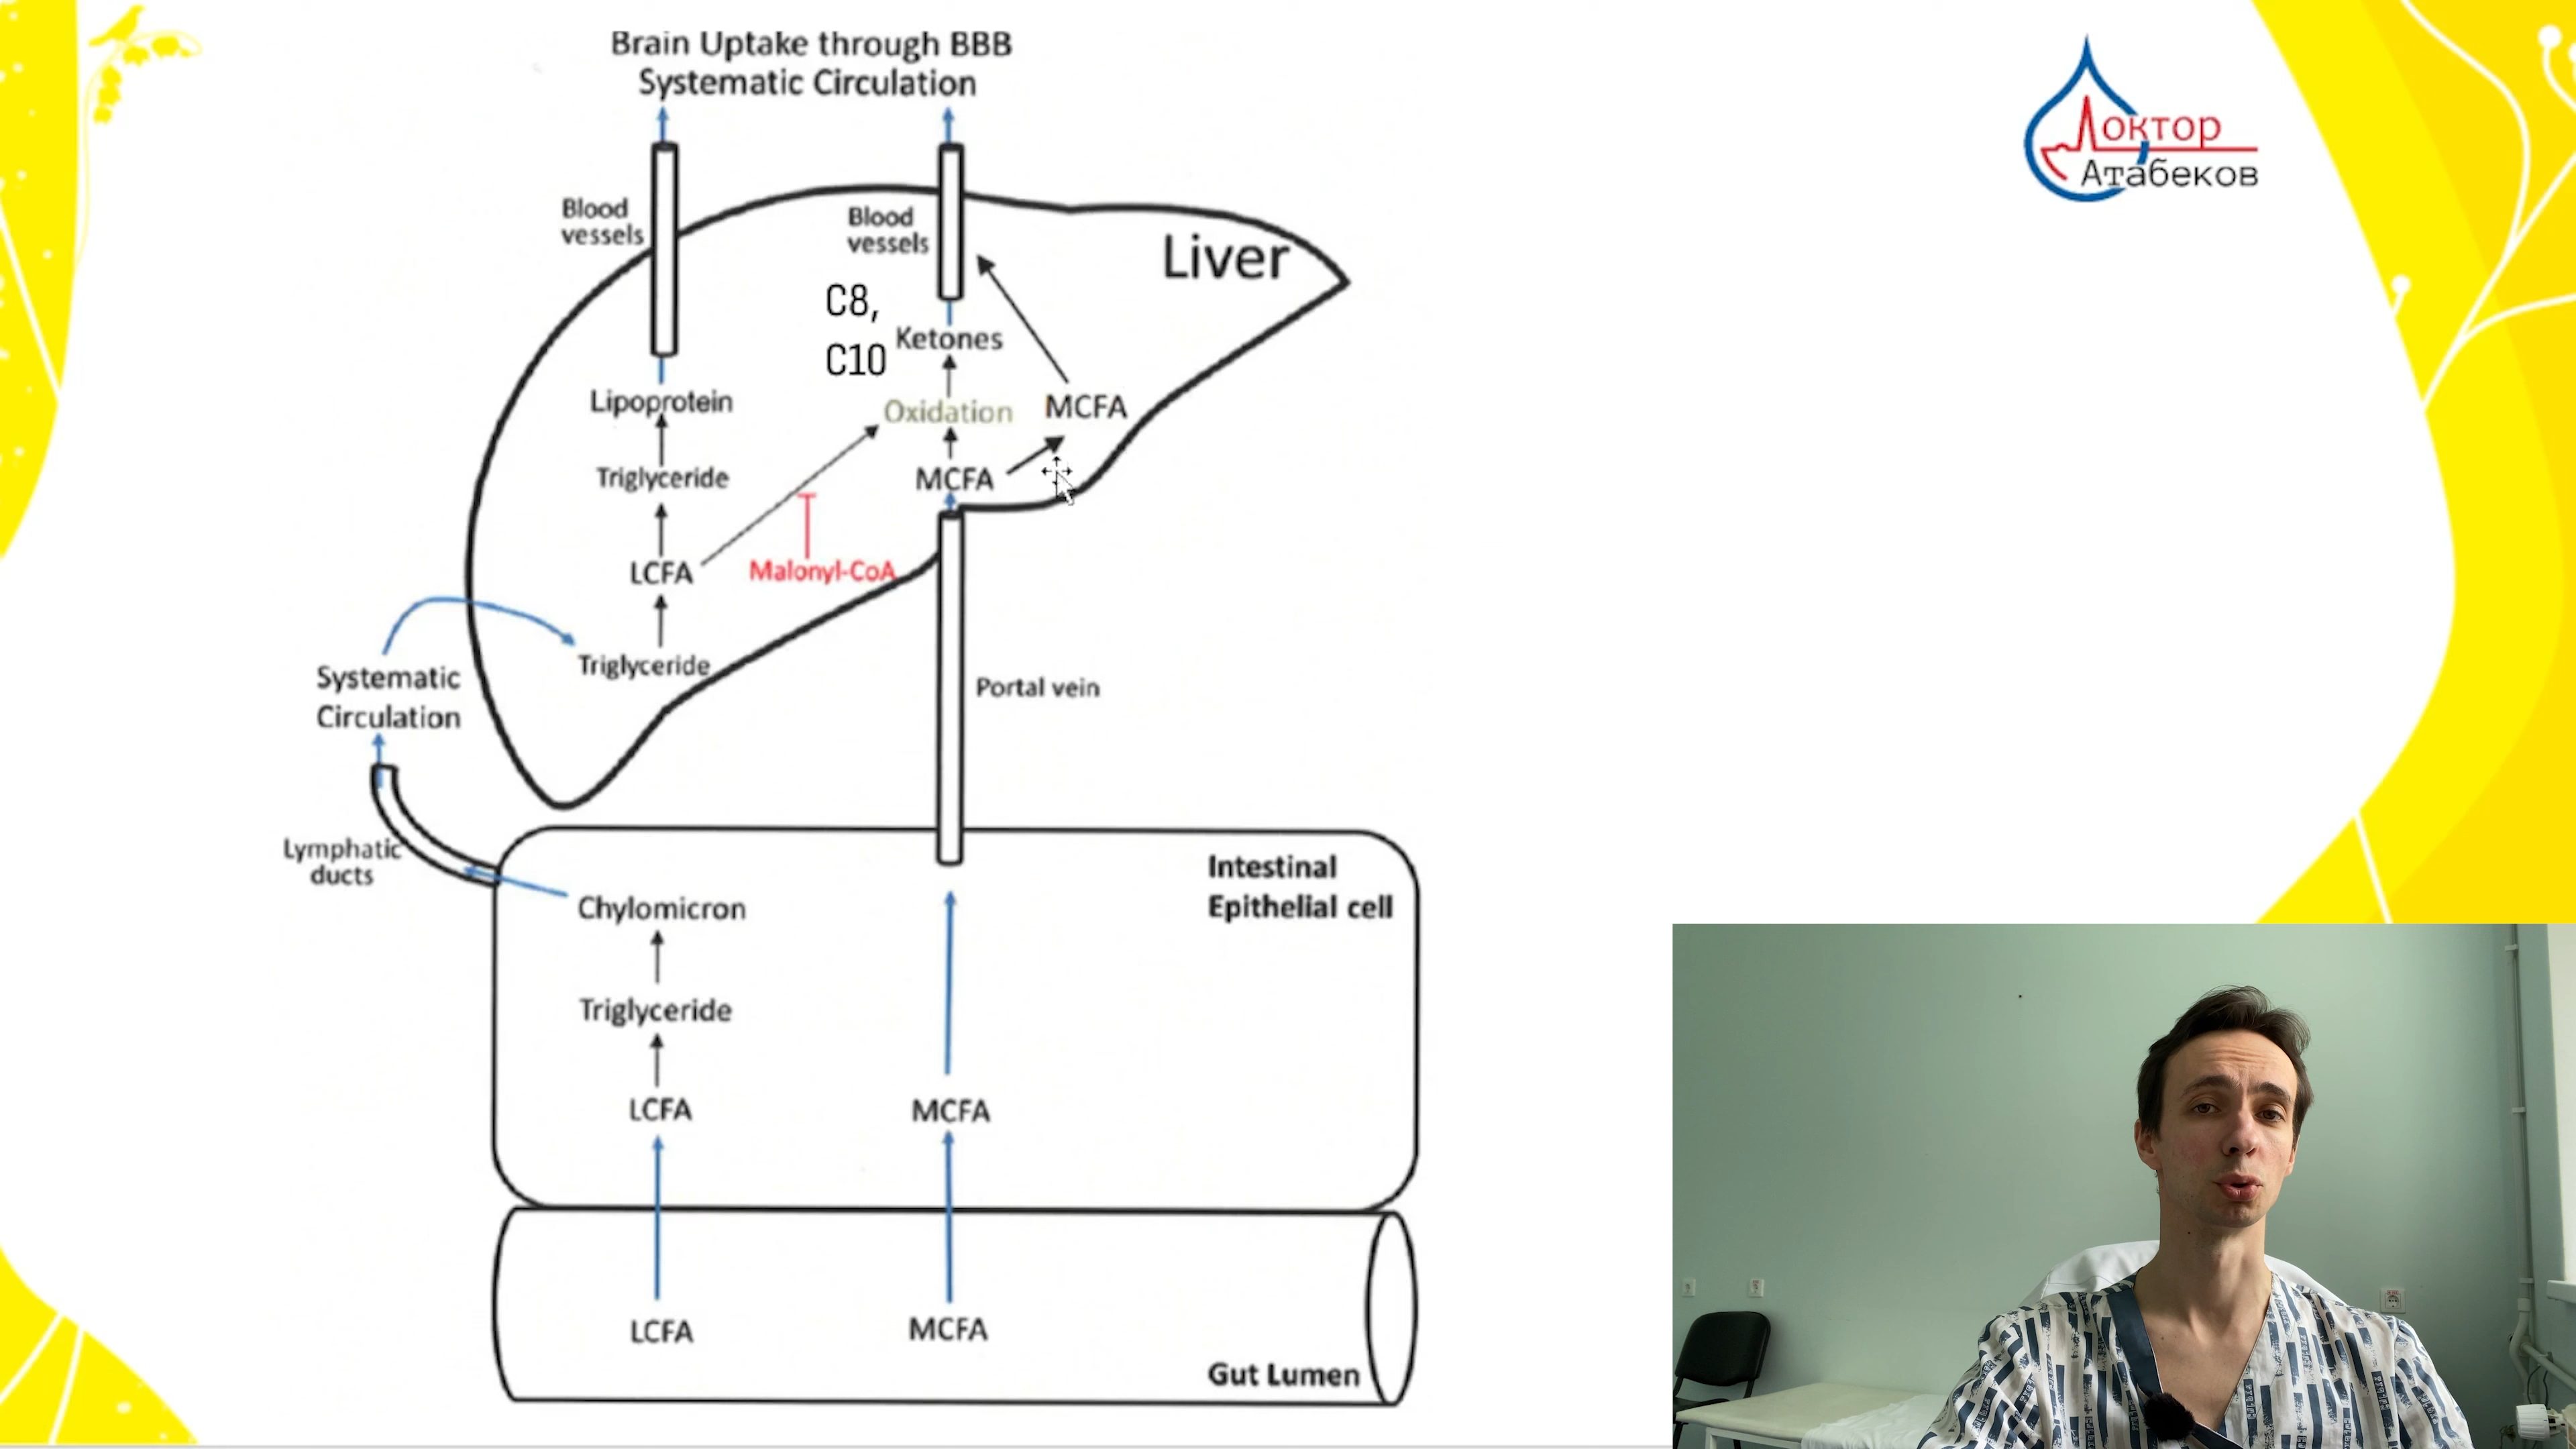 Brain Uptake through BBB
Systematic Circulation
Доктор
Атабеков
Blood
vessels
Blood
vessels
Liver
C8,
C10
Ketones
Lipoprotein
Oxidation
MCFA
Triglyceride
MCFA
LCFA
Malonyl-CoA
Triglyceride
Systematic
Circulation
Portal vein
Lymphatic
ducts
Intestinal
Epithelial cell
Chylomicron
Triglyceride
LCFA
MCFA
LCFA
MCFA
Gut Lumen